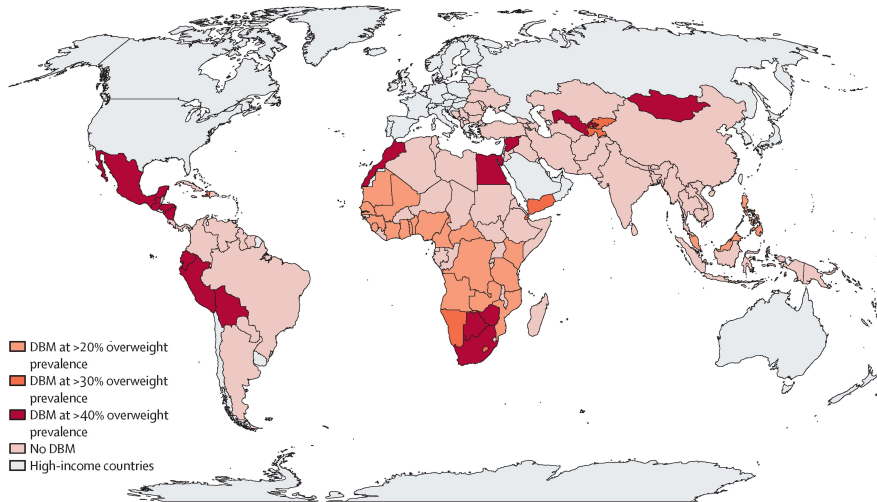 DBM at >20% overweight
prevalence
DBM at >30% overweight
prevalence
DBM at >40% overweight
prevalence
No DBM
High-income countries